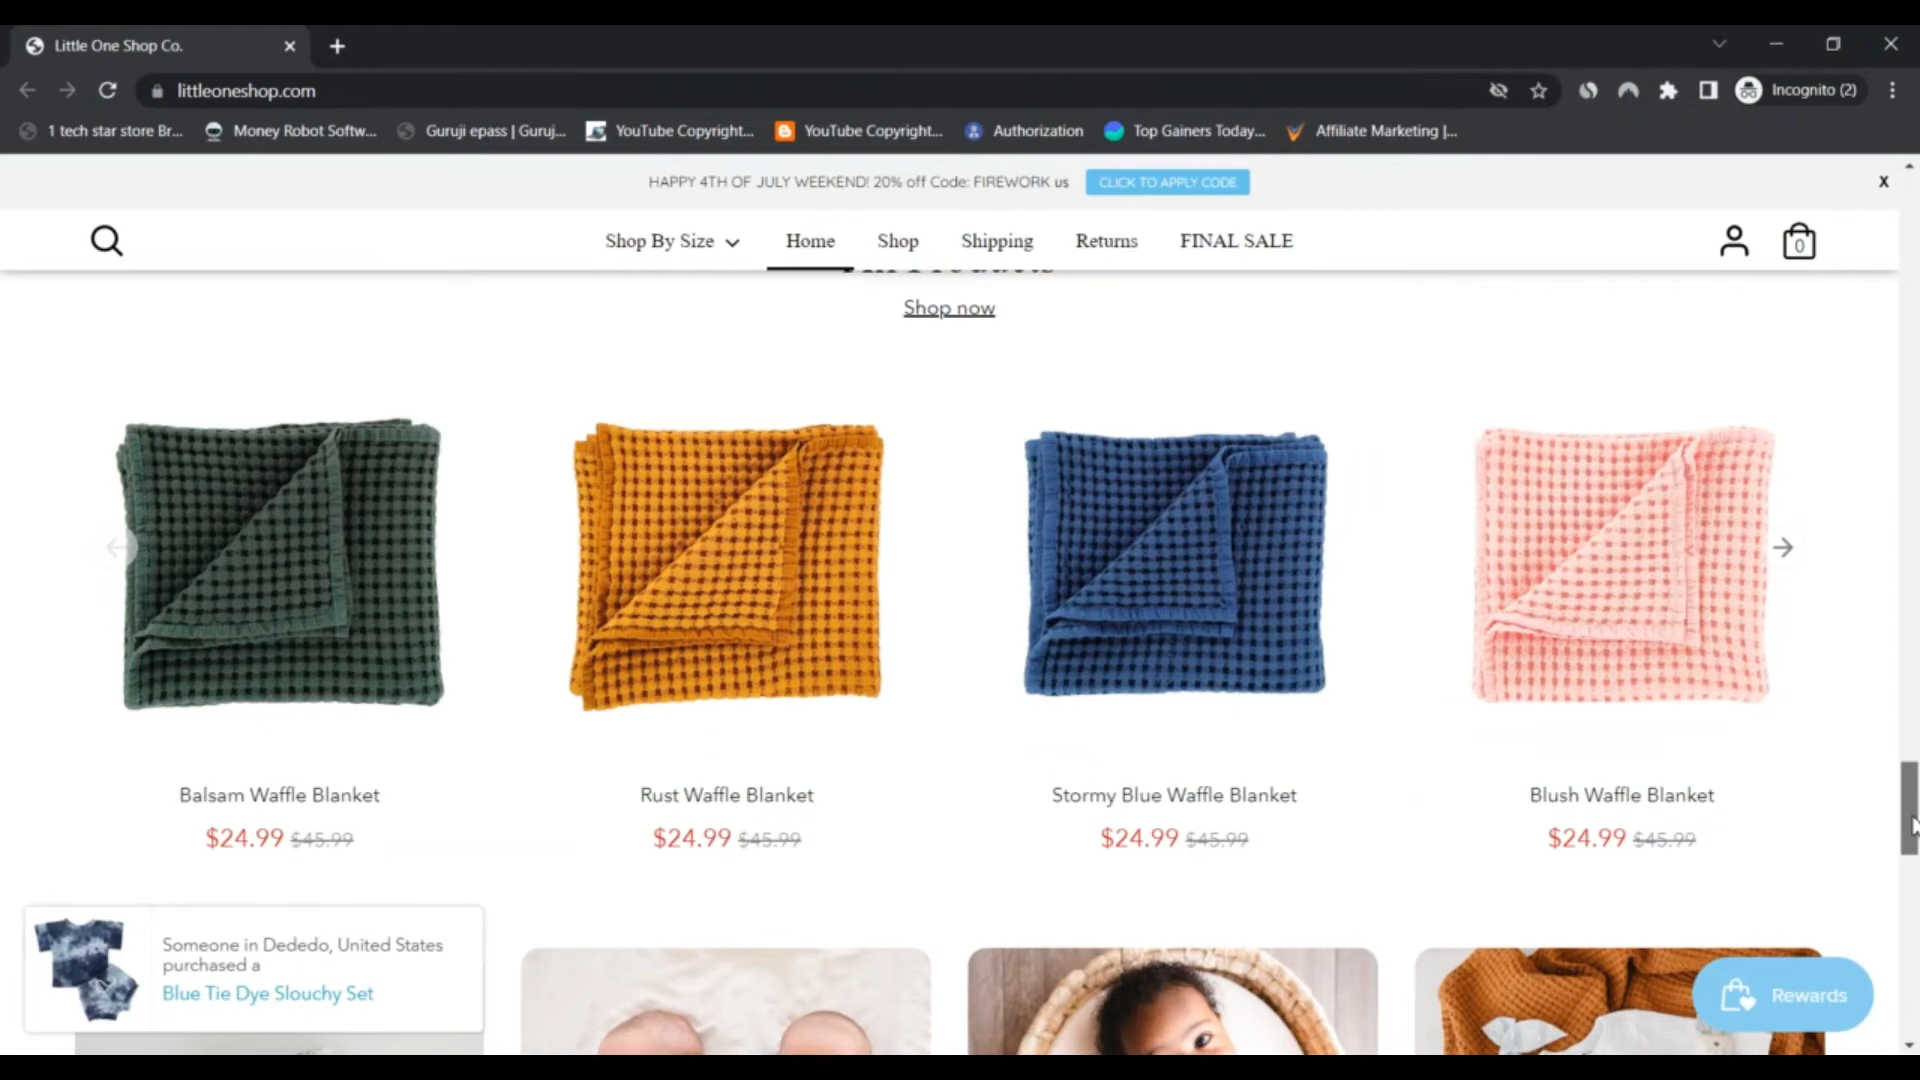 Little One Shop Co.
littleoneshop.com
Incognito (2)
1 tech star store Br...
Money Robot Softw...
Guruji epass | Guruj...
YouTube Copyright...
YouTube Copyright...
Authorization
Top Gainers Today...
Affiliate Marketing |...
HAPPY 4TH OF JULY WEEKEND! 20% off Code: FIREWORK us
CLICK TO APPLY CODE
X
Shop By Size
Home
Shop
Shipping
Returns
FINAL SALE
0
Products
Shop now
Balsam Waffle Blanket
Rust Waffle Blanket
Stormy Blue Waffle Blanket
Blush Waffle Blanket
$24.99 $45.99
$24.99 $45.99
$24.99 $45.99
$24.99 $45.99
Someone in Dededo, United States
purchased a
Blue Tie Dye Slouchy Set
Rewards